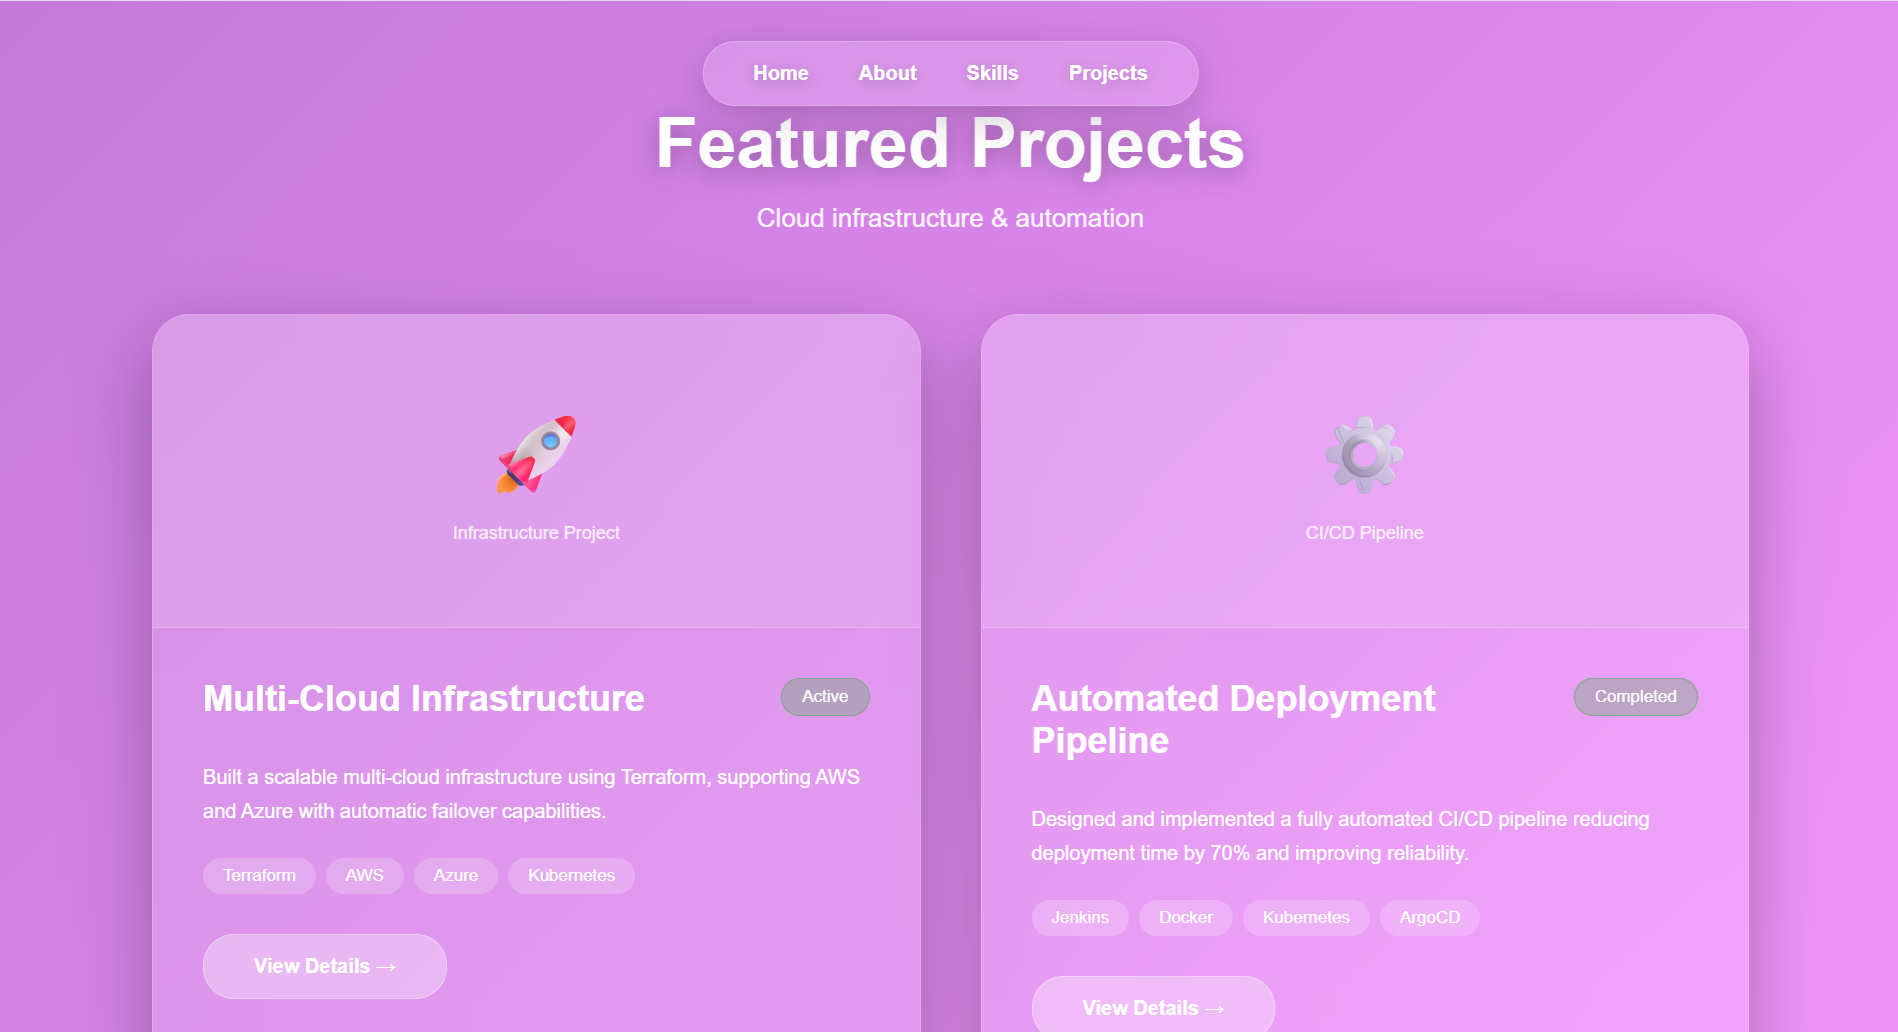 Home About Skills Projects
Featured Projects
Cloud infrastructure & automation
Infrastructure Project
Multi-Cloud Infrastructure
Active
Built a scalable multi-cloud infrastructure using Terraform, supporting AWS
and Azure with automatic failover capabilities.
Terraform AWS Azure Kubernetes
View Details →
CI/CD Pipeline
Automated Deployment
Pipeline
Completed
Designed and implemented a fully automated CI/CD pipeline reducing
deployment time by 70% and improving reliability.
Jenkins Docker Kubernetes ArgoCD
View Details →